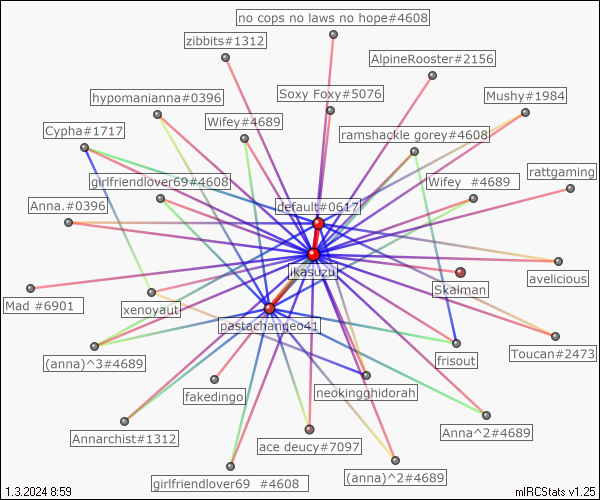 no cops no laws no hope#4608
zibbits#1312
AlpineRooster#2156
Soxy Foxy#5076
Mushy#1984
hypomanianna#0396
Wifey#4689
Cypha#1717
ramshackle gorey#4608
rattgaming
girlfriendlover69#4608
Wifey  #4689
Anna.#0396
default#0617
ikasuzu
avelicious
Skalman
Mad #6901
xenoyaut
pastachangeo41
Toucan#2473
(anna)^3#4689
frisout
fakedingo
neokingghidorah
Annarchist#1312
ace deucy#7097
Anna^2#4689
girlfriendlover69  #4608
(anna)^2#4689
1.3.2024 8:59
mIRCStats v1.25